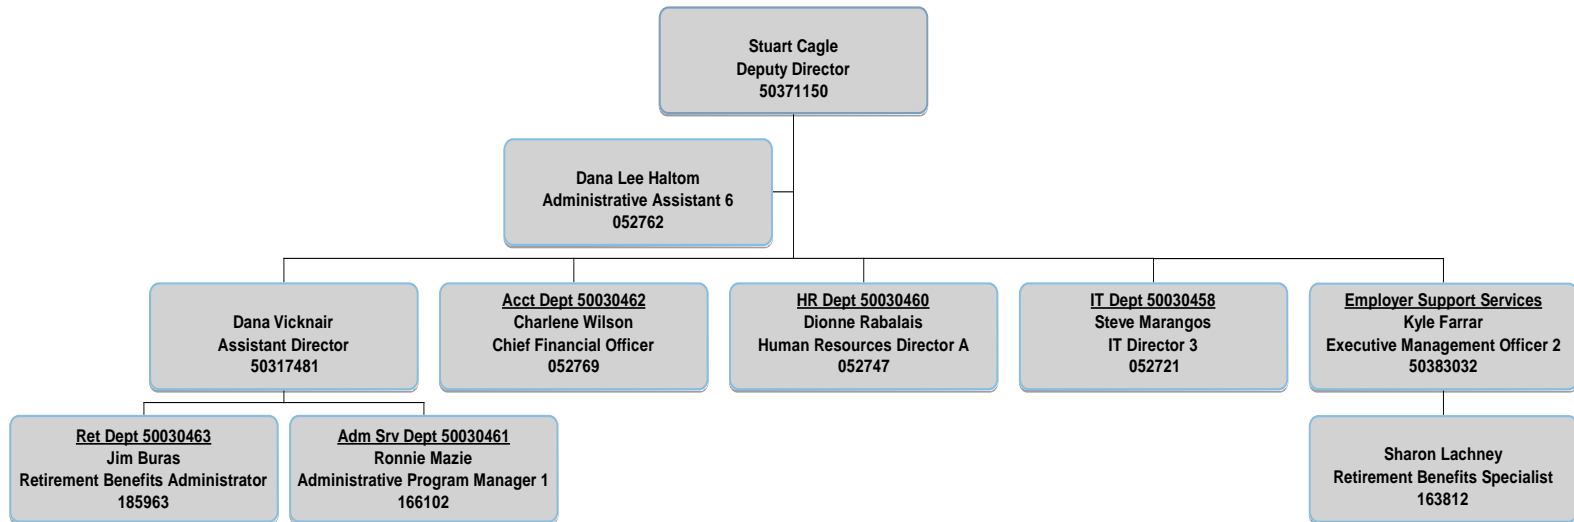 Stuart Cagle
Deputy Director
50371150
Dana Lee Haltom
Administrative Assistant 6
052762
Dana Vicknair
Assistant Director
50317481
Acct Dept 50030462
Charlene Wilson
Chief Financial Officer
052769
HR Dept 50030460
Dionne Rabalais
Human Resources Director A
052747
IT Dept 50030458
Steve Marangos
IT Director 3
052721
Employer Support Services
Kyle Farrar
Executive Management Officer 2
50383032
Ret Dept 50030463
Jim Buras
Retirement Benefits Administrator
185963
Adm Srv Dept 50030461
Ronnie Mazie
Administrative Program Manager 1
166102
Sharon Lachney
Retirement Benefits Specialist
163812